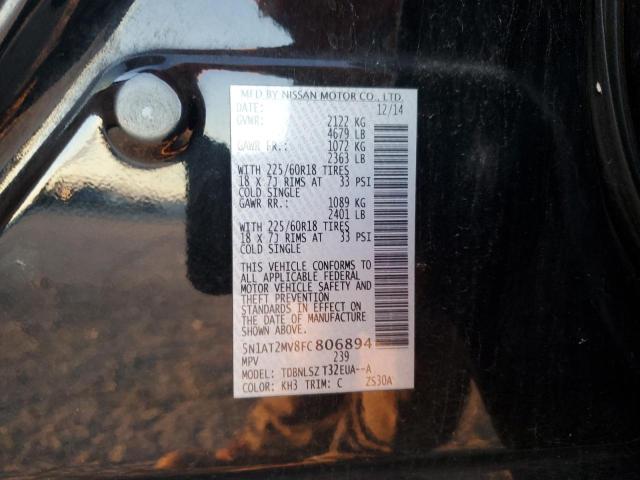 MFD BY NISSAN MOTOR CO., LTD.
DATE: 12/14
GVWR: 2122 KG
4679 LB
GAWR FR.: 1072 KG
2363 LB
WITH 225/60R18 TIRES
18 X 7J RIMS AT 33 PSI
COLD SINGLE
GAWR RR.: 1089 KG
2401 LB
WITH 225/60R18 TIRES
18 X 7J RIMS AT 33 PSI
COLD SINGLE
THIS VEHICLE CONFORMS TO
ALL APPLICABLE FEDERAL
MOTOR VEHICLE SAFETY AND
THEFT PREVENTION
STANDARDS IN EFFECT ON
THE DATE OF MANUFACTURE
SHOWN ABOVE.
5N1AT2MV8FC806894
MPV 239
MODEL: TDBNLSZ T32EUA--A
COLOR: KH3 TRIM: C ZS30A